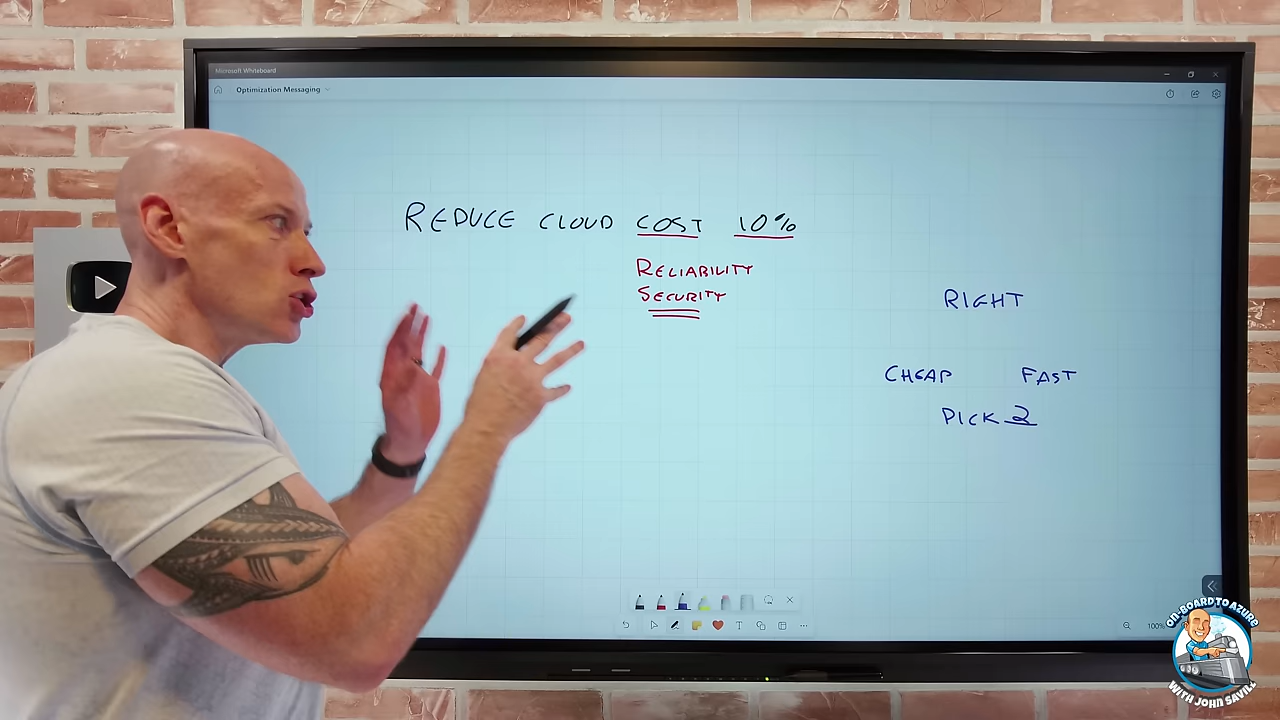 Microsoft Whiteboard
Optimization Messaging
REDUCE CLOUD COST 10%
RELIABILITY
SECURITY
RIGHT
CHEAP FAST
PICK 2
100%
ON-BOARD TO AZURE
WITH JOHN SAVILL